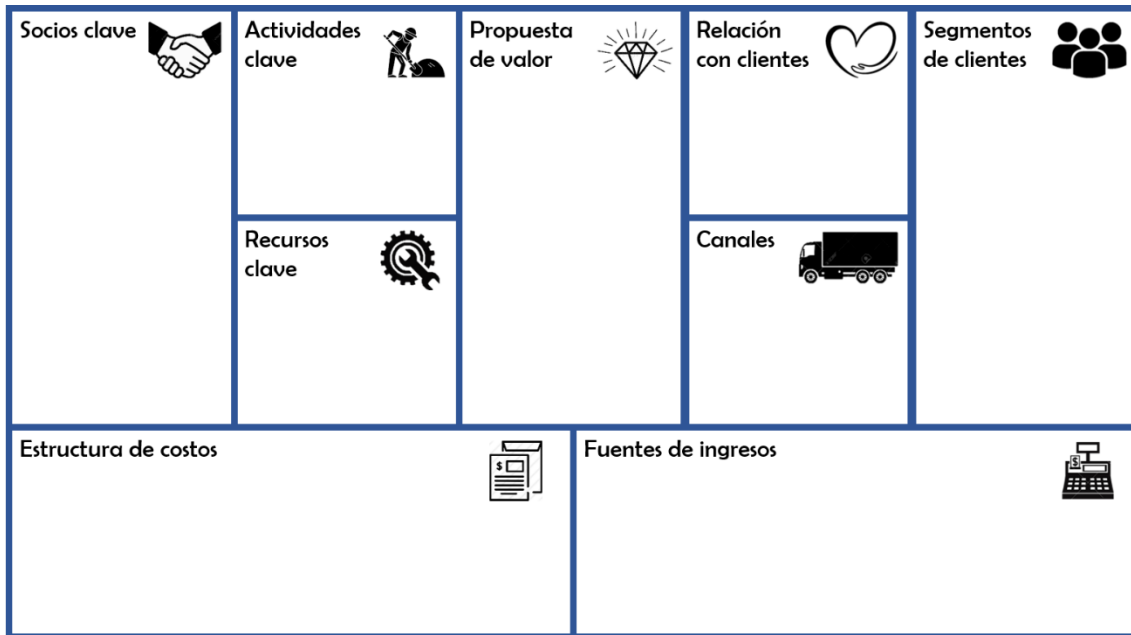 Socios clave
Actividades
clave
Propuesta
de valor
Relación
con clientes
Segmentos
de clientes
Recursos
clave
Canales
Estructura de costos
$
Fuentes de ingresos
$